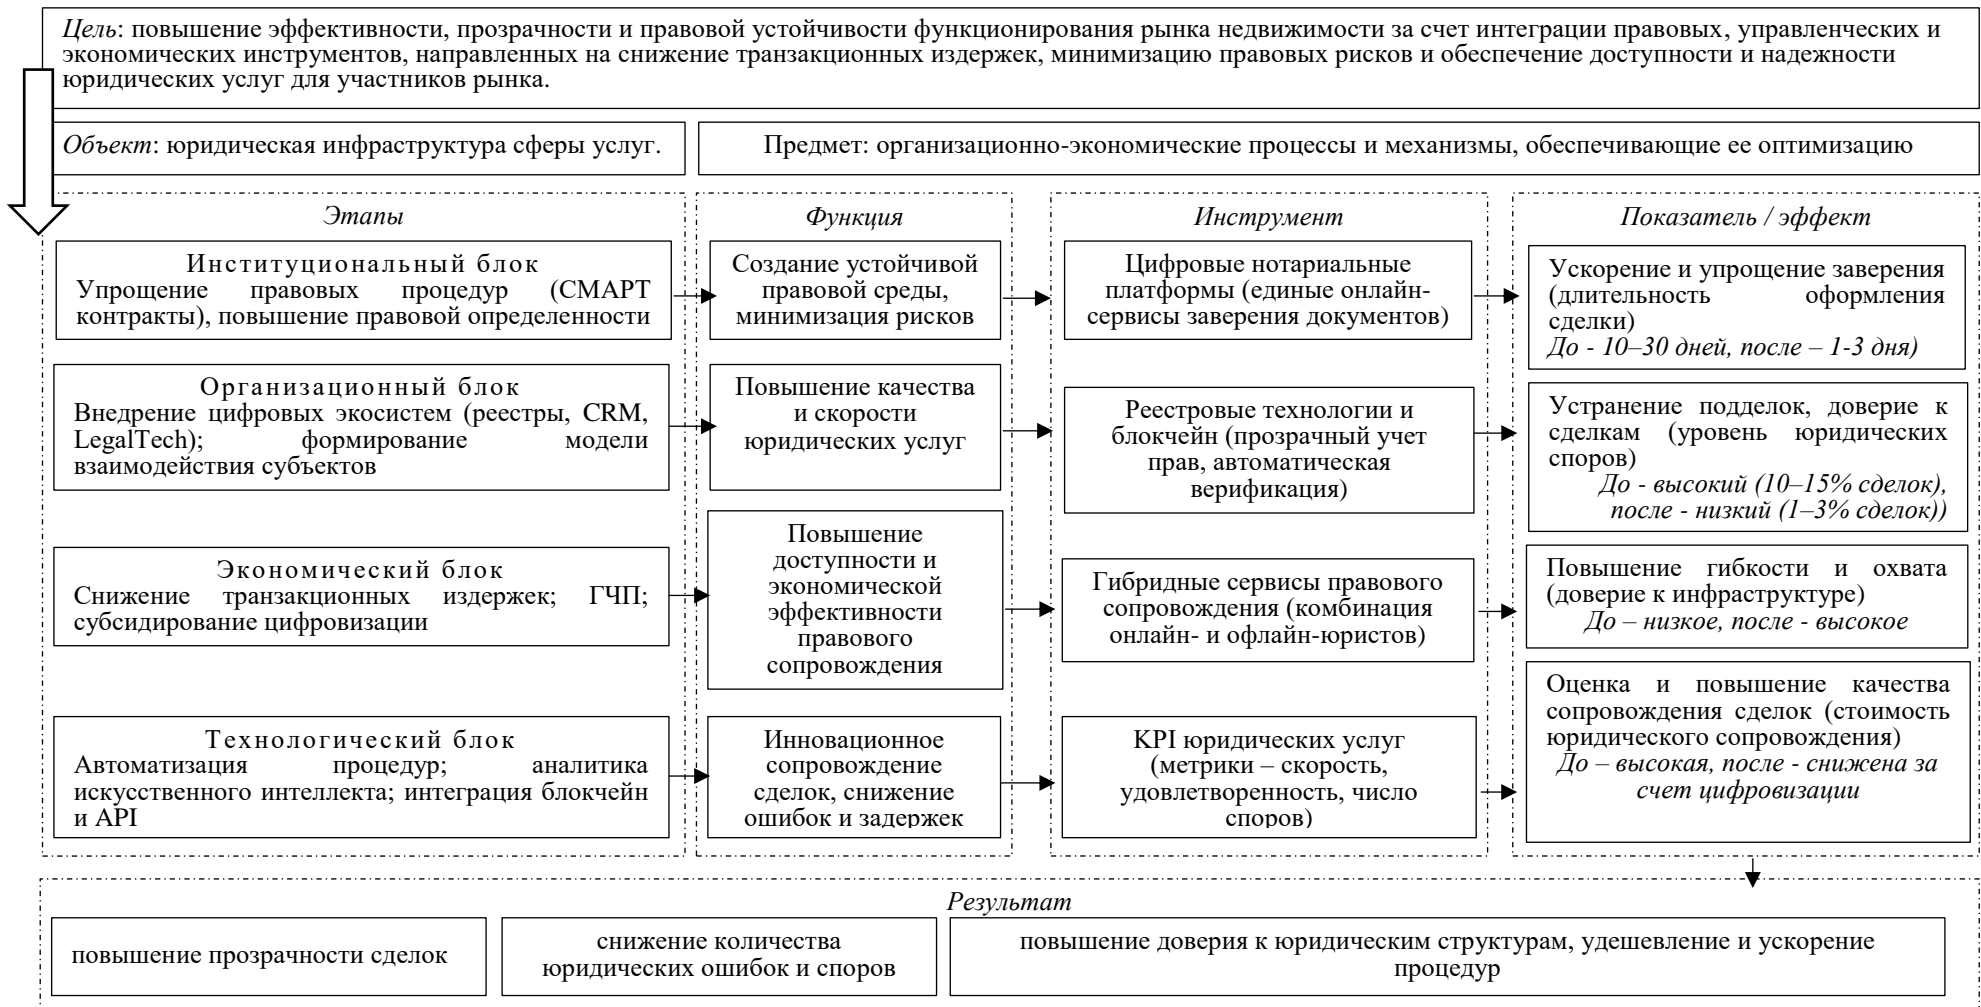 Цель: повышение эффективности, прозрачности и правовой устойчивости функционирования рынка недвижимости за счет интеграции правовых, управленческих и
экономических инструментов, направленных на снижение транзакционных издержек, минимизацию правовых рисков и обеспечение доступности и надежности
юридических услуг для участников рынка.
Объект: юридическая инфраструктура сферы услуг.
Предмет: организационно-экономические процессы и механизмы, обеспечивающие ее оптимизацию
Этапы
Функция
Инструмент
Показатель / эффект
Институциональный блок
Упрощение правовых процедур (СМАРТ
контракты), повышение правовой определенности
Создание устойчивой
правовой среды,
минимизация рисков
Цифровые нотариальные
платформы (единые онлайн-
сервисы заверения документов)
Ускорение и упрощение заверения
(длительность оформления
сделки)
До - 10–30 дней, после – 1-3 дня)
Организационный блок
Внедрение цифровых экосистем (реестры, CRM,
LegalTech); формирование модели
взаимодействия субъектов
Повышение качества
и скорости
юридических услуг
Реестровые технологии и
блокчейн (прозрачный учет
прав, автоматическая
верификация)
Устранение подделок, доверие к
сделкам (уровень юридических
споров)
До - высокий (10–15% сделок),
после - низкий (1–3% сделок))
Экономический блок
Снижение транзакционных издержек; ГЧП;
субсидирование цифровизации
Повышение
доступности и
экономической
эффективности
правового
сопровождения
Гибридные сервисы правового
сопровождения (комбинация
онлайн- и офлайн-юристов)
Повышение гибкости и охвата
(доверие к инфраструктуре)
До – низкое, после - высокое
Технологический блок
Автоматизация процедур; аналитика
искусственного интеллекта; интеграция блокчейн
и API
Инновационное
сопровождение
сделок, снижение
ошибок и задержек
KPI юридических услуг
(метрики – скорость,
удовлетворенность, число
споров)
Оценка и повышение качества
сопровождения сделок (стоимость
юридического сопровождения)
До – высокая, после - снижена за
счет цифровизации
Результат
повышение прозрачности сделок
снижение количества
юридических ошибок и споров
повышение доверия к юридическим структурам, удешевление и ускорение
процедур